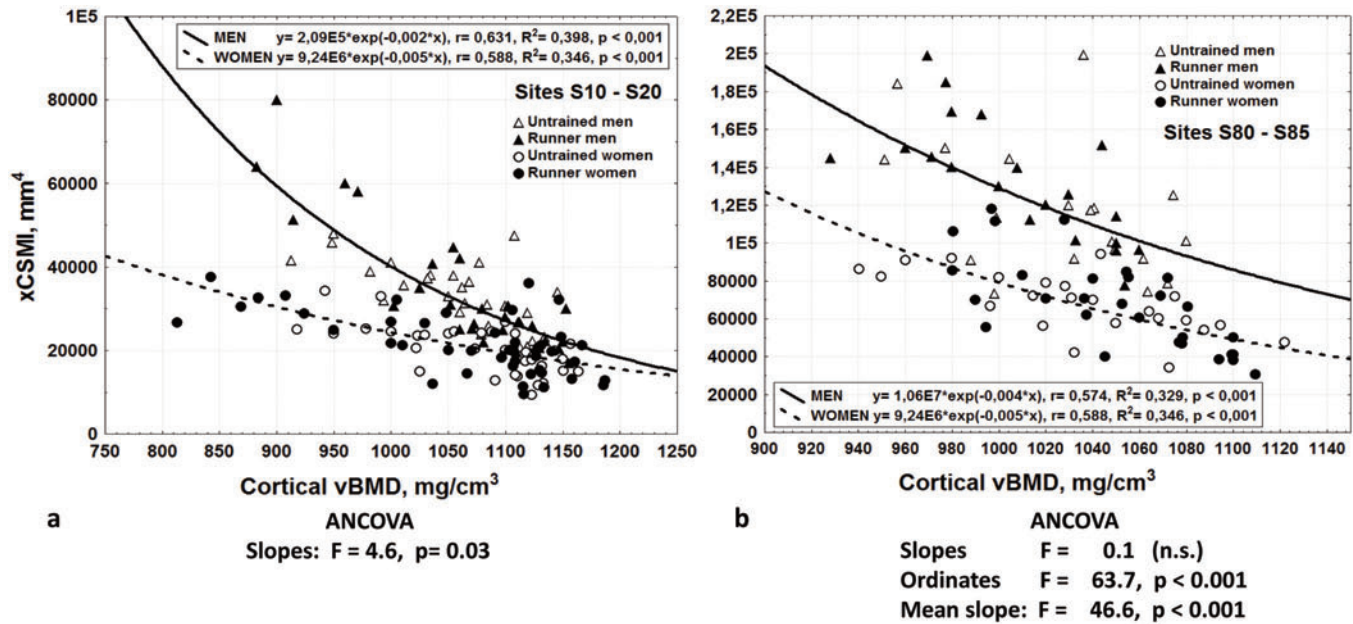 1E5
80000
60000
40000
20000
0
xCSMI, mm4
MEN y= 2,09E5*exp(-0,002*x), r= 0,631, R2= 0,398, p < 0,001
WOMEN y= 9,24E6*exp(-0,005*x), r= 0,588, R2= 0,346, p < 0,001
Sites S10 - S20
Untrained men
Runner men
Untrained women
Runner women
750 800 850 900 950 1000 1050 1100 1150 1200 1250
Cortical vBMD, mg/cm3
a
ANCOVA
Slopes: F = 4.6, p= 0.03
2,2E5
2E5
1,8E5
1,6E5
1,4E5
1,2E5
1E5
80000
60000
40000
20000
0
Untrained men
Runner men
Untrained women
Runner women
Sites S80 - S85
MEN y= 1,06E7*exp(-0,004*x), r= 0,574, R2= 0,329, p < 0,001
WOMEN y= 9,24E6*exp(-0,005*x), r= 0,588, R2= 0,346, p < 0,001
900 920 940 960 980 1000 1020 1040 1060 1080 1100 1120 1140
Cortical vBMD, mg/cm3
b
ANCOVA
Slopes F = 0.1 (n.s.)
Ordinates F = 63.7, p < 0.001
Mean slope: F = 46.6, p < 0.001